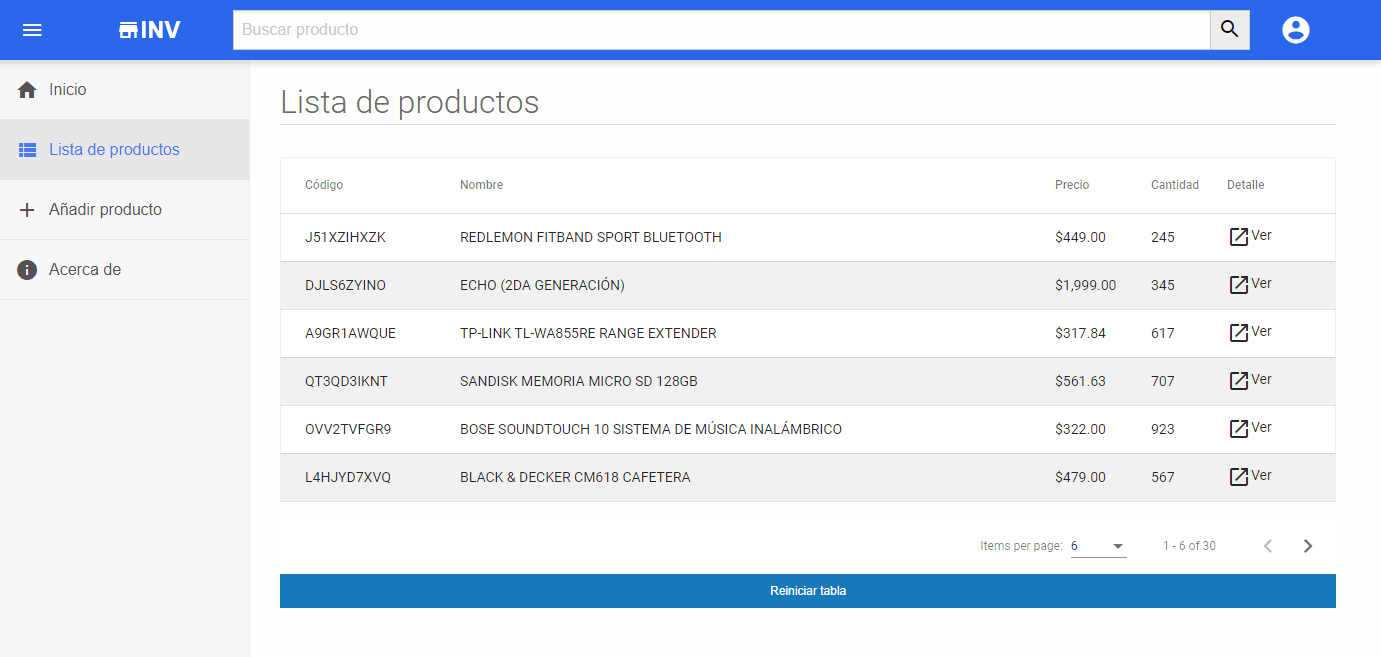 INV
Buscar producto
Inicio
Lista de productos
Añadir producto
Acerca de
Lista de productos
Código Nombre Precio Cantidad Detalle
J51XZIHXZK REDLEMON FITBAND SPORT BLUETOOTH $449.00 245 Ver
DJLS6ZYINO ECHO (2DA GENERACIÓN) $1,999.00 345 Ver
A9GR1AWQUE TP-LINK TL-WA855RE RANGE EXTENDER $317.84 617 Ver
QT3QD3IKNT SANDISK MEMORIA MICRO SD 128GB $561.63 707 Ver
OVV2TVFGR9 BOSE SOUNDTOUCH 10 SISTEMA DE MÚSICA INALÁMBRICO $322.00 923 Ver
L4HJYD7XVQ BLACK & DECKER CM618 CAFETERA $479.00 567 Ver
Items per page: 6 1 - 6 of 30
Reiniciar tabla